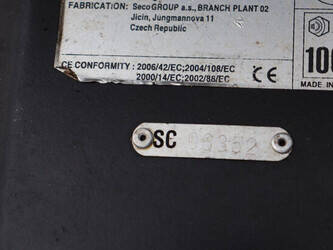 FABRICATION: SecoGROUP a.s., BRANCH PLANT 02
Jicin, Jungmannova 11
Czech Republic
CE CONFORMITY : 2006/42/EC;2004/108/EC
2000/14/EC;2002/88/EC
CE
100
MADE IN
SC